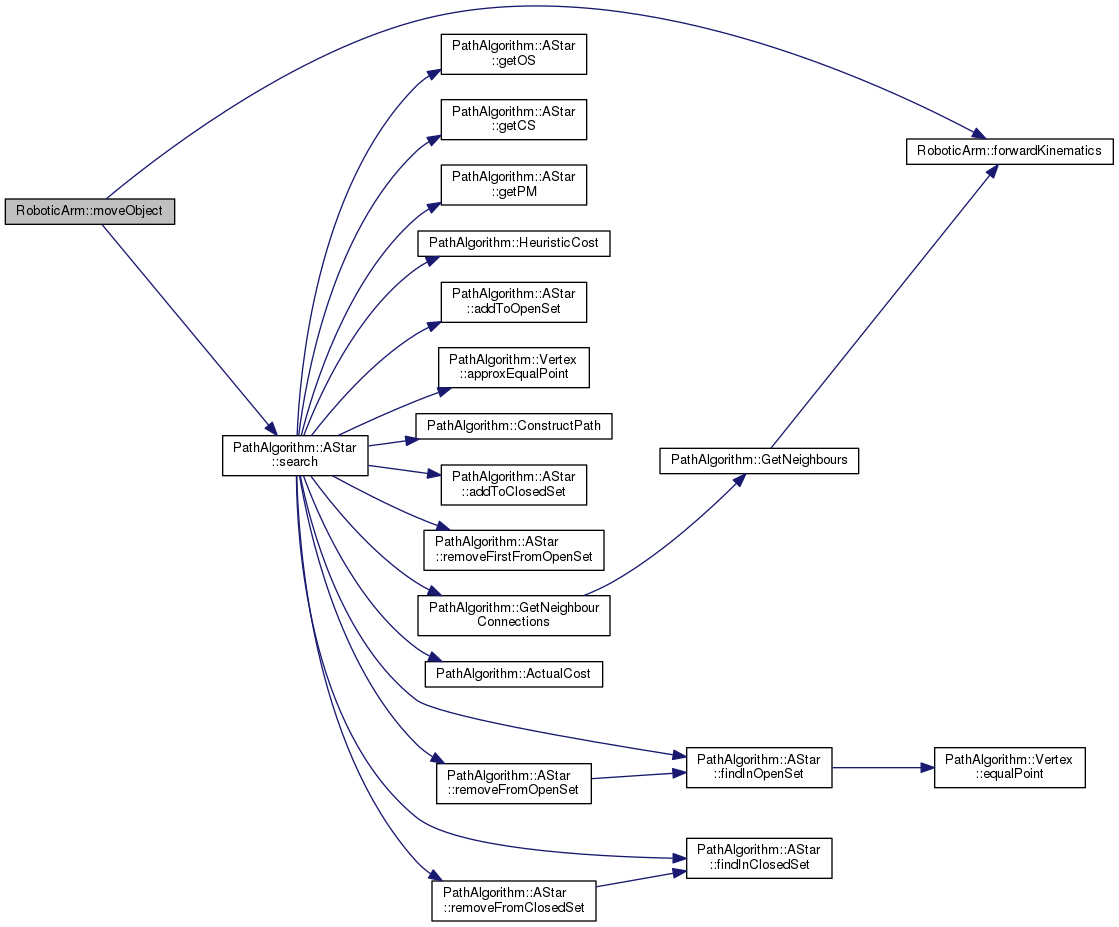 PathAlgorithm::AStar
::getOS
PathAlgorithm::AStar
::getCS
RoboticArm::forwardKinematics
PathAlgorithm::AStar
::getPM
RoboticArm::moveObject
PathAlgorithm::HeuristicCost
PathAlgorithm::AStar
::addToOpenSet
PathAlgorithm::Vertex
::approxEqualPoint
PathAlgorithm::ConstructPath
PathAlgorithm::AStar
::search
PathAlgorithm::GetNeighbours
PathAlgorithm::AStar
::addToClosedSet
PathAlgorithm::AStar
::removeFirstFromOpenSet
PathAlgorithm::GetNeighbour
Connections
PathAlgorithm::ActualCost
PathAlgorithm::AStar
::findInOpenSet
PathAlgorithm::Vertex
::equalPoint
PathAlgorithm::AStar
::removeFromOpenSet
PathAlgorithm::AStar
::findInClosedSet
PathAlgorithm::AStar
::removeFromClosedSet